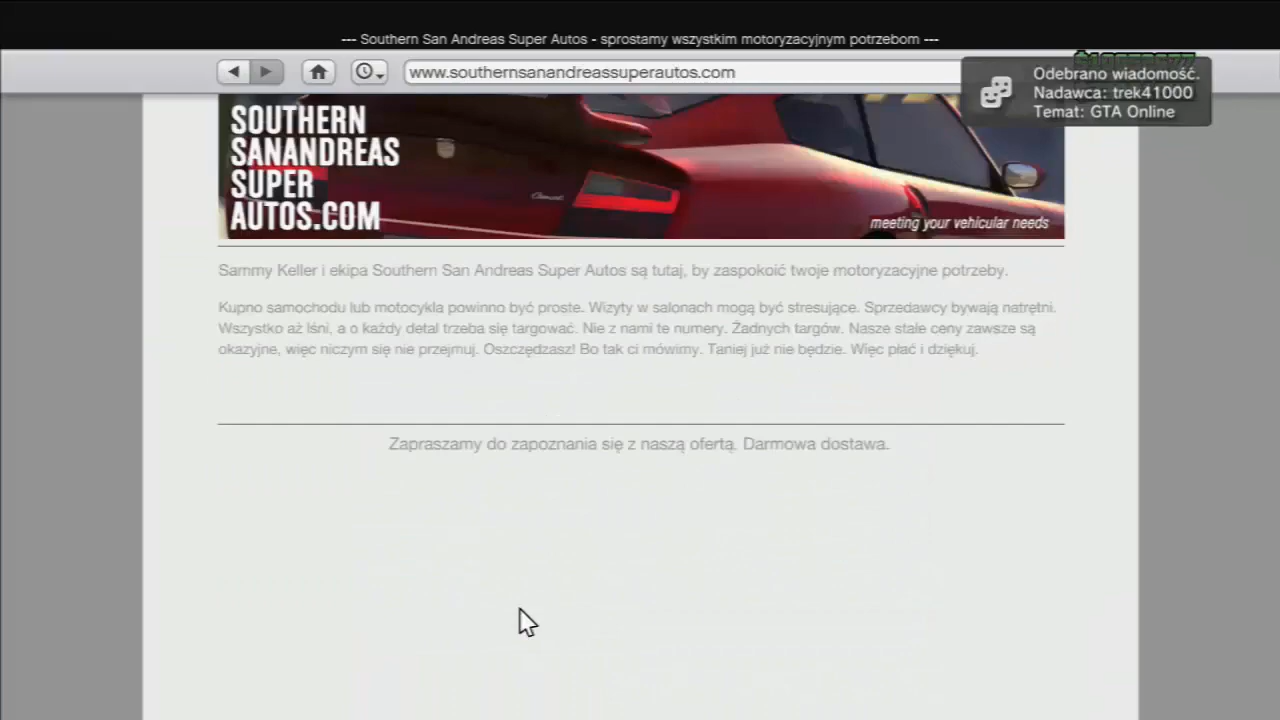 --- Southern San Andreas Super Autos - sprostamy wszystkim motoryzacyjnym potrzebom ---
www.southernsanandreassuperautos.com
Odebrano wiadomość.
Nadawca: trek41000
Temat: GTA Online
SOUTHERN
SANANDREAS
SUPER
AUTOS.COM
meeting your vehicular needs
Sammy Keller i ekipa Southern San Andreas Super Autos są tutaj, by zaspokoić twoje motoryzacyjne potrzeby.
Kupno samochodu lub motocykla powinno być proste. Wizyty w salonach mogą być stresujące. Sprzedawcy bywają natrętni.
Wszystko aż lśni, a o każdy detal trzeba się targować. Nie z nami te numery. Żadnych targów. Nasze stałe ceny zawsze są
okazyjne, więc niczym się nie przejmuj. Oszczędzasz! Bo tak ci mówimy. Taniej już nie będzie. Więc płać i dziękuj.
Zapraszamy do zapoznania się z naszą ofertą. Darmowa dostawa.